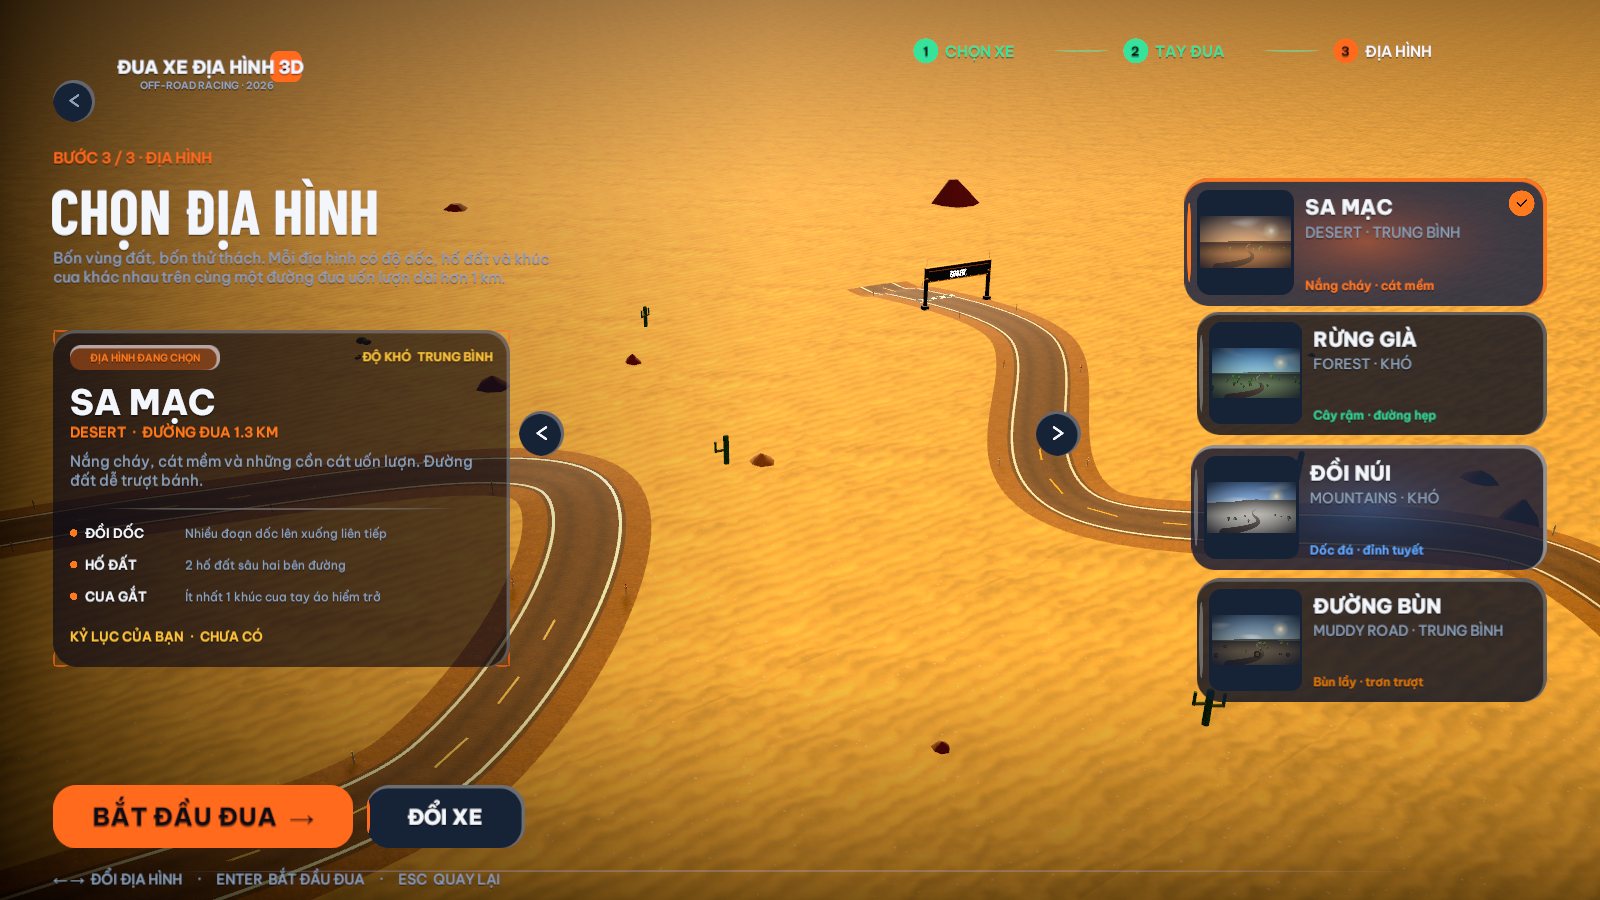 ĐUA XE ĐỊA HÌNH 3D
OFF-ROAD RACING · 2026
1 CHỌN XE
2 TAY ĐUA
3 ĐỊA HÌNH
<
BƯỚC 3 / 3 · ĐỊA HÌNH
CHỌN ĐỊA HÌNH
Bốn vùng đất, bốn thử thách. Mỗi địa hình có độ dốc, hố đất và khúc
cua khác nhau trên cùng một đường đua uốn lượn dài hơn 1 km.
ĐỊA HÌNH ĐANG CHỌN
ĐỘ KHÓ TRUNG BÌNH
SA MẠC
DESERT · ĐƯỜNG ĐUA 1.3 KM
Nắng cháy, cát mềm và những cồn cát uốn lượn. Đường
đất dễ trượt bánh.
ĐỒI DỐC Nhiều đoạn dốc lên xuống liên tiếp
HỐ ĐẤT 2 hố đất sâu hai bên đường
CUA GẮT Ít nhất 1 khúc cua tay áo hiểm trở
KỶ LỤC CỦA BẠN · CHƯA CÓ
<
>
SA MẠC
DESERT · TRUNG BÌNH
Nắng cháy · cát mềm
RỪNG GIÀ
FOREST · KHÓ
Cây rậm · đường hẹp
ĐỒI NÚI
MOUNTAINS · KHÓ
Dốc đá · đỉnh tuyết
ĐƯỜNG BÙN
MUDDY ROAD · TRUNG BÌNH
Bùn lầy · trơn trượt
BẮT ĐẦU ĐUA →
ĐỔI XE
←→ ĐỔI ĐỊA HÌNH · ENTER BẮT ĐẦU ĐUA · ESC QUAY LẠI